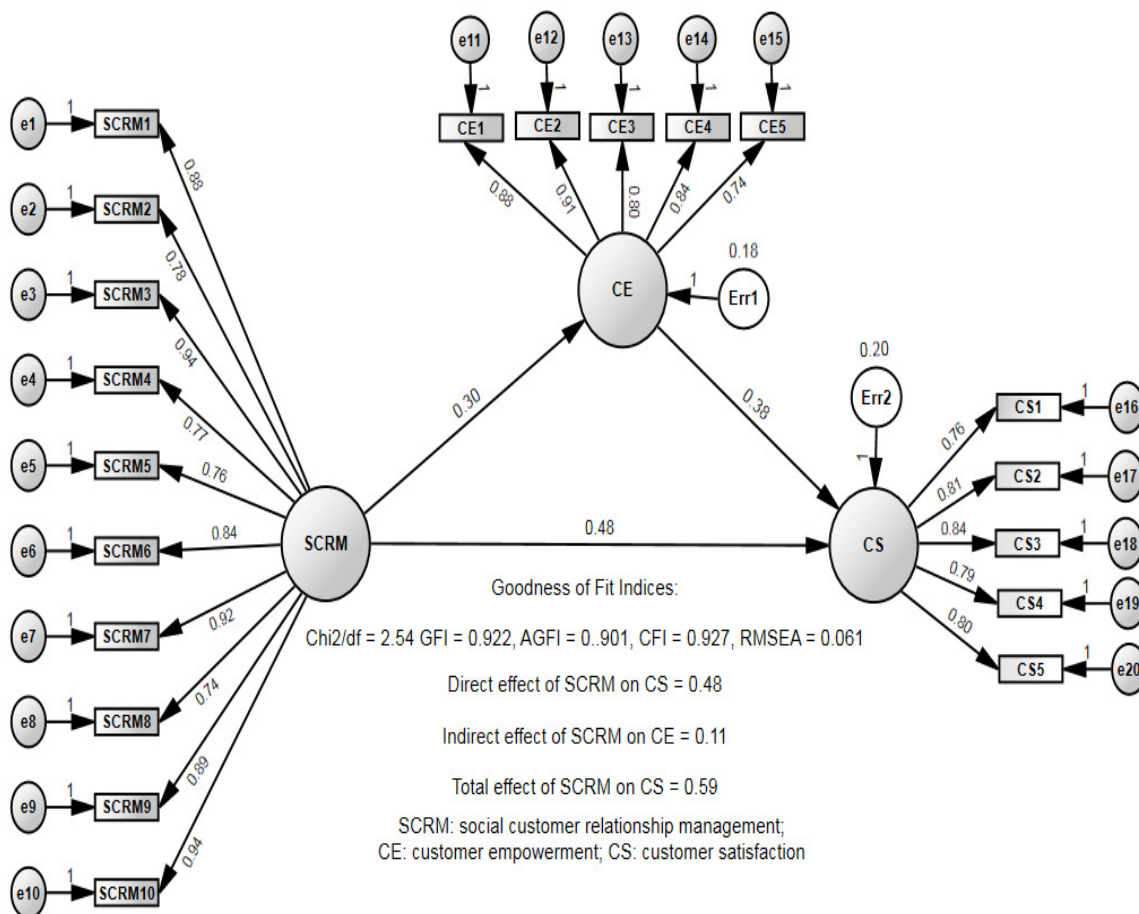 e11 e12 e13 e14 e15
1 1 1 1 1
CE1 CE2 CE3 CE4 CE5
0.88 0.91 0.80 0.84 0.74
CE
0.18
1 Err1
e1 1 SCRM1 0.88
e2 1 SCRM2 0.78
e3 1 SCRM3 0.94
e4 1 SCRM4 0.77
e5 1 SCRM5 0.76
e6 1 SCRM6 0.84
e7 1 SCRM7 0.92
e8 1 SCRM8 0.74
e9 1 SCRM9 0.89
e10 1 SCRM10 0.94
SCRM
0.30
0.38
0.48
0.20
Err2
1
CS
0.76 CS1 1 e16
0.81 CS2 1 e17
0.84 CS3 1 e18
0.79 CS4 1 e19
0.80 CS5 1 e20
Goodness of Fit Indices:
Chi2/df = 2.54 GFI = 0.922, AGFI = 0..901, CFI = 0.927, RMSEA = 0.061
Direct effect of SCRM on CS = 0.48
Indirect effect of SCRM on CE = 0.11
Total effect of SCRM on CS = 0.59
SCRM: social customer relationship management;
CE: customer empowerment; CS: customer satisfaction